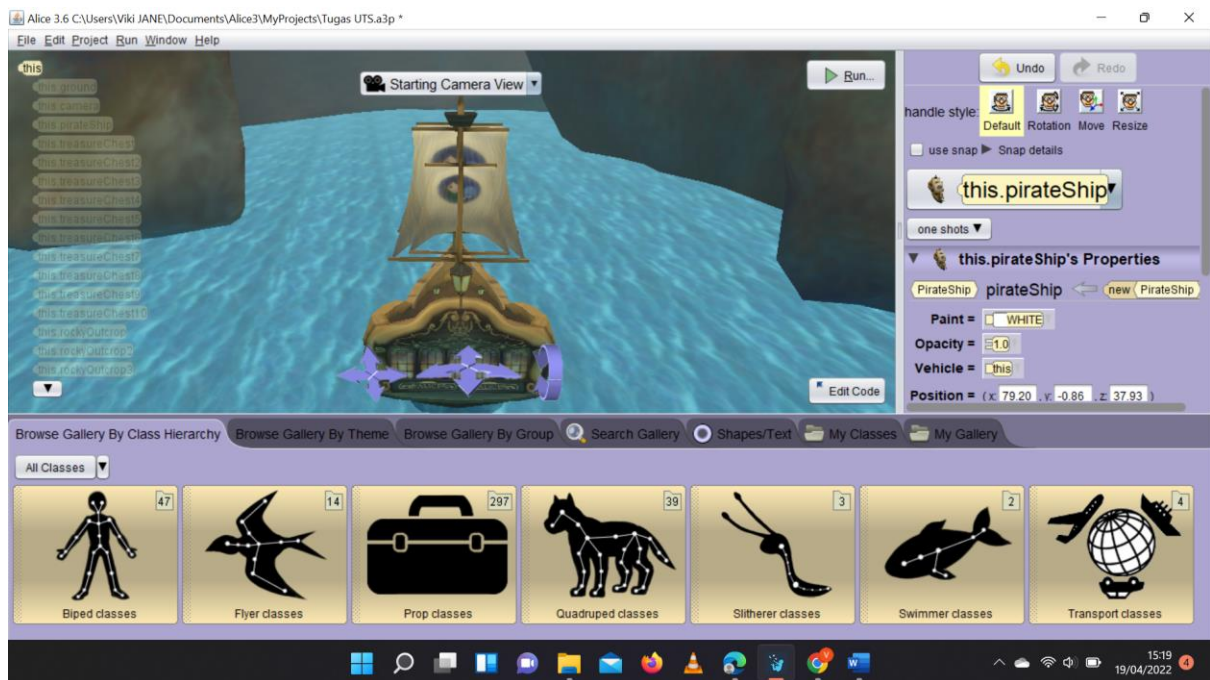 Alice 3.6 C:\Users\Viki JANE\Documents\Alice3\MyProjects\Tugas UTS.a3p *
File Edit Project Run Window Help
this
this.ground
this.camera
this.pirateShip
this.treasureChest
this.treasureChest2
this.treasureChest3
this.treasureChest4
this.treasureChest5
this.treasureChest6
this.treasureChest7
this.treasureChest8
this.treasureChest9
this.treasureChest10
this.rockyOutcrop
this.rockyOutcrop2
this.rockyOutcrop3
Starting Camera View
Run...
Edit Code
Undo Redo
handle style:
Default Rotation Move Resize
use snap Snap details
this.pirateShip
one shots
this.pirateShip's Properties
PirateShip pirateShip new PirateShip
Paint = WHITE
Opacity = 1.0
Vehicle = this
Position = ( x: 79.20 , y: -0.86 , z: 37.93 )
Browse Gallery By Class Hierarchy Browse Gallery By Theme Browse Gallery By Group Search Gallery Shapes/Text My Classes My Gallery
All Classes
47 14 297 39 3 2 4
Biped classes Flyer classes Prop classes Quadruped classes Slitherer classes Swimmer classes Transport classes
15:19
19/04/2022
4